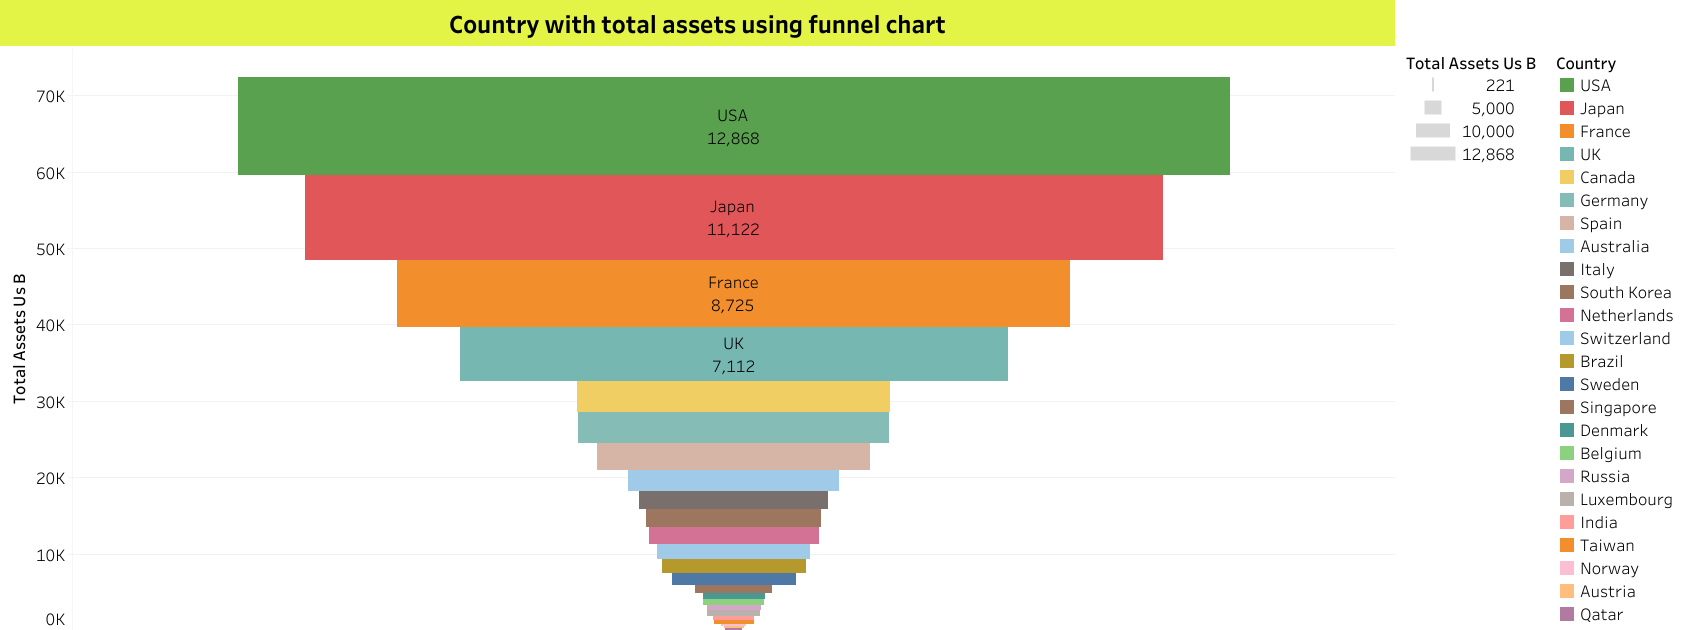 Country with total assets using funnel chart
Total Assets Us B
70K
60K
50K
40K
30K
20K
10K
0K
USA
12,868
Japan
11,122
France
8,725
UK
7,112
Total Assets Us B
221
5,000
10,000
12,868
Country
USA
Japan
France
UK
Canada
Germany
Spain
Australia
Italy
South Korea
Netherlands
Switzerland
Brazil
Sweden
Singapore
Denmark
Belgium
Russia
Luxembourg
India
Taiwan
Norway
Austria
Qatar